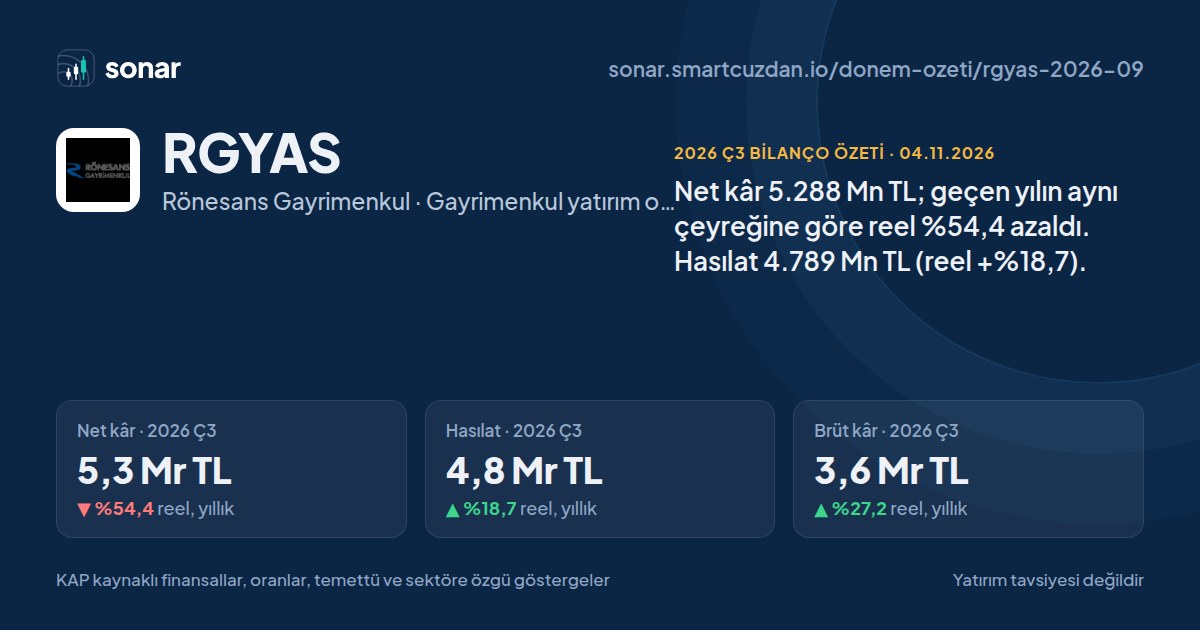 sonar
sonar.smartcuzdan.io/donem-ozeti/rgyas-2026-09
RÖNESANS
GAYRİMENKUL
RGYAS
Rönesans Gayrimenkul · Gayrimenkul yatırım o…
2026 Ç3 BİLANÇO ÖZETİ · 04.11.2026
Net kâr 5.288 Mn TL; geçen yılın aynı
çeyreğine göre reel %54,4 azaldı.
Hasılat 4.789 Mn TL (reel +%18,7).
Net kâr · 2026 Ç3
5,3 Mr TL
▼ %54,4 reel, yıllık
Hasılat · 2026 Ç3
4,8 Mr TL
▲ %18,7 reel, yıllık
Brüt kâr · 2026 Ç3
3,6 Mr TL
▲ %27,2 reel, yıllık
KAP kaynaklı finansallar, oranlar, temettü ve sektöre özgü göstergeler
Yatırım tavsiyesi değildir